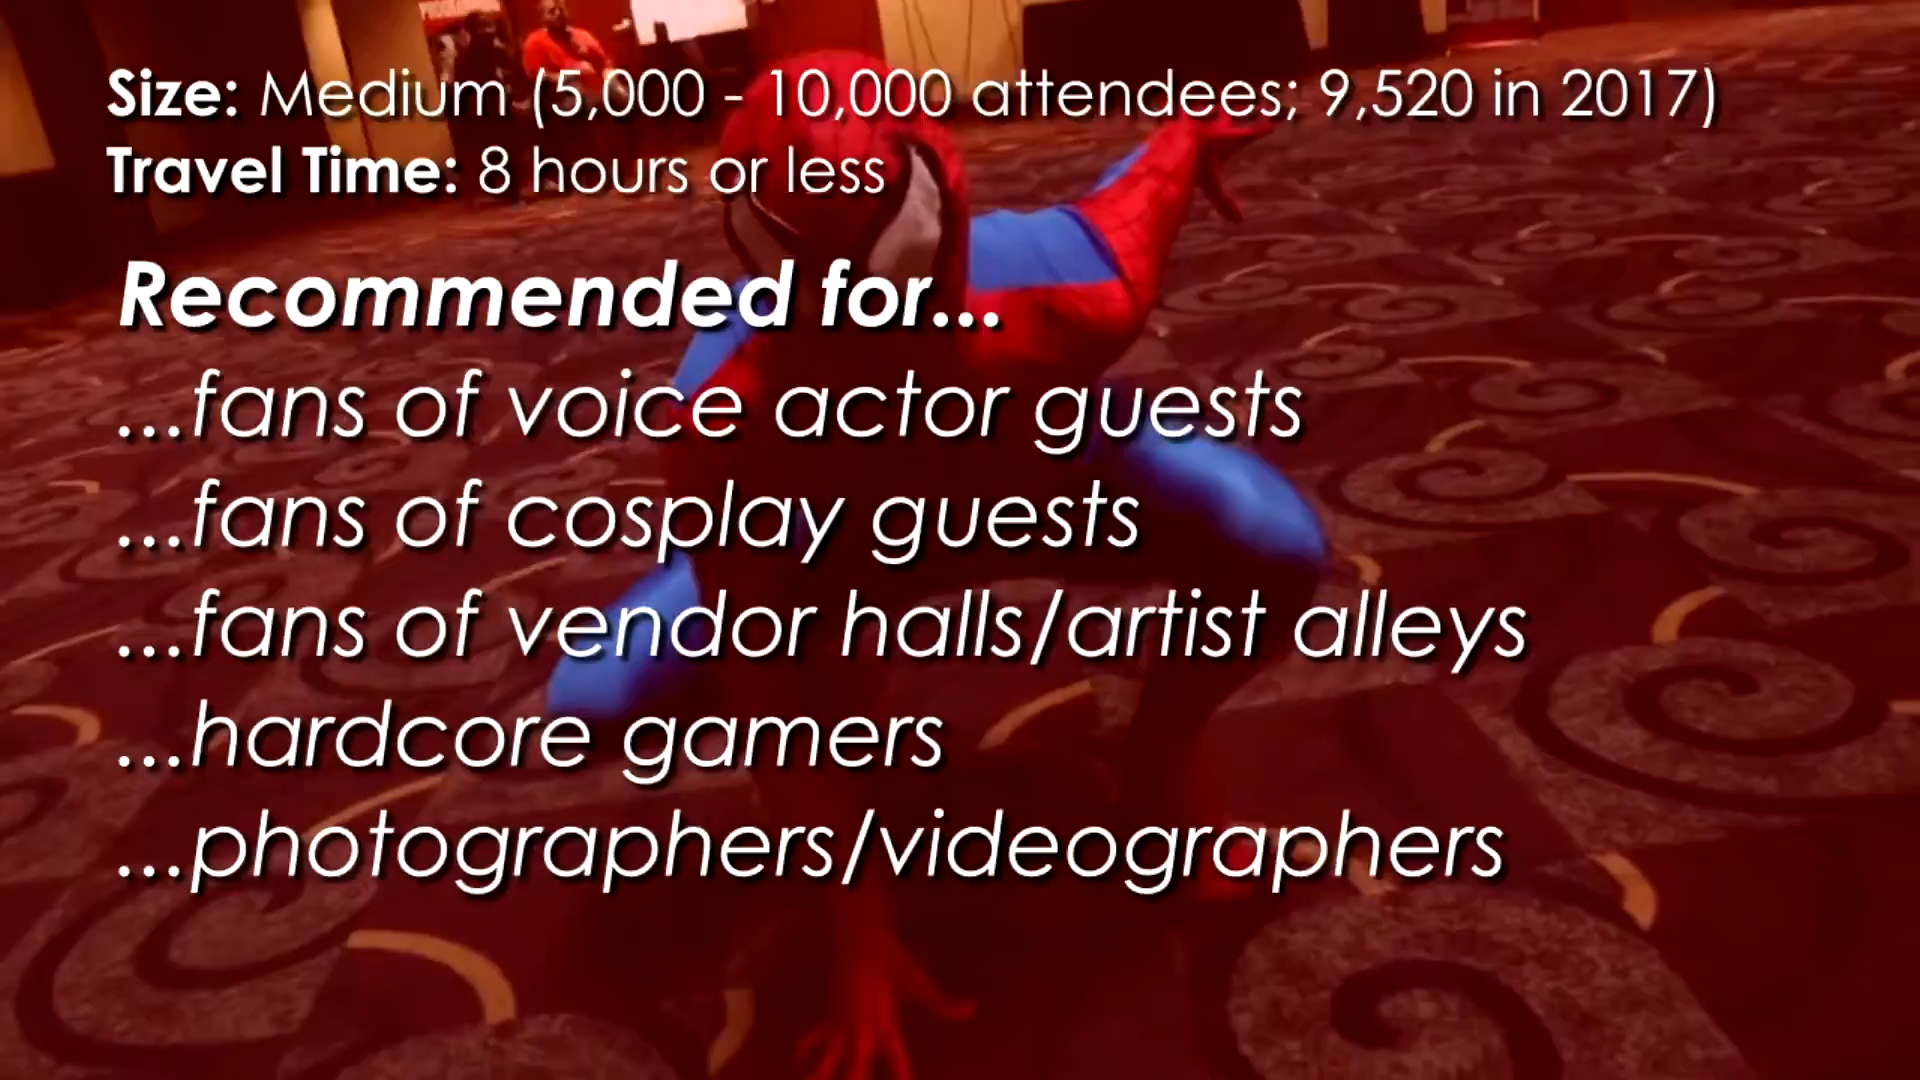 Size: Medium (5,000 - 10,000 attendees; 9,520 in 2017)
Travel Time: 8 hours or less
Recommended for...
...fans of voice actor guests
...fans of cosplay guests
...fans of vendor halls/artist alleys
...hardcore gamers
...photographers/videographers